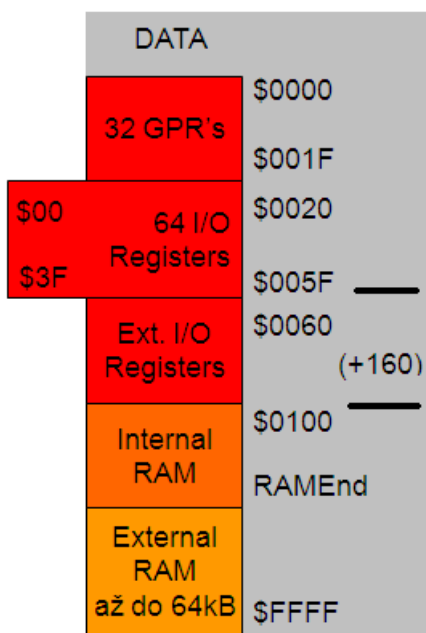 DATA
32 GPR's
$0000
$001F
$00
$3F
64 I/O
Registers
$0020
$005F
Ext. I/O
Registers
$0060
(+160)
Internal
RAM
$0100
RAMEnd
External
RAM
až do 64kB
$FFFF